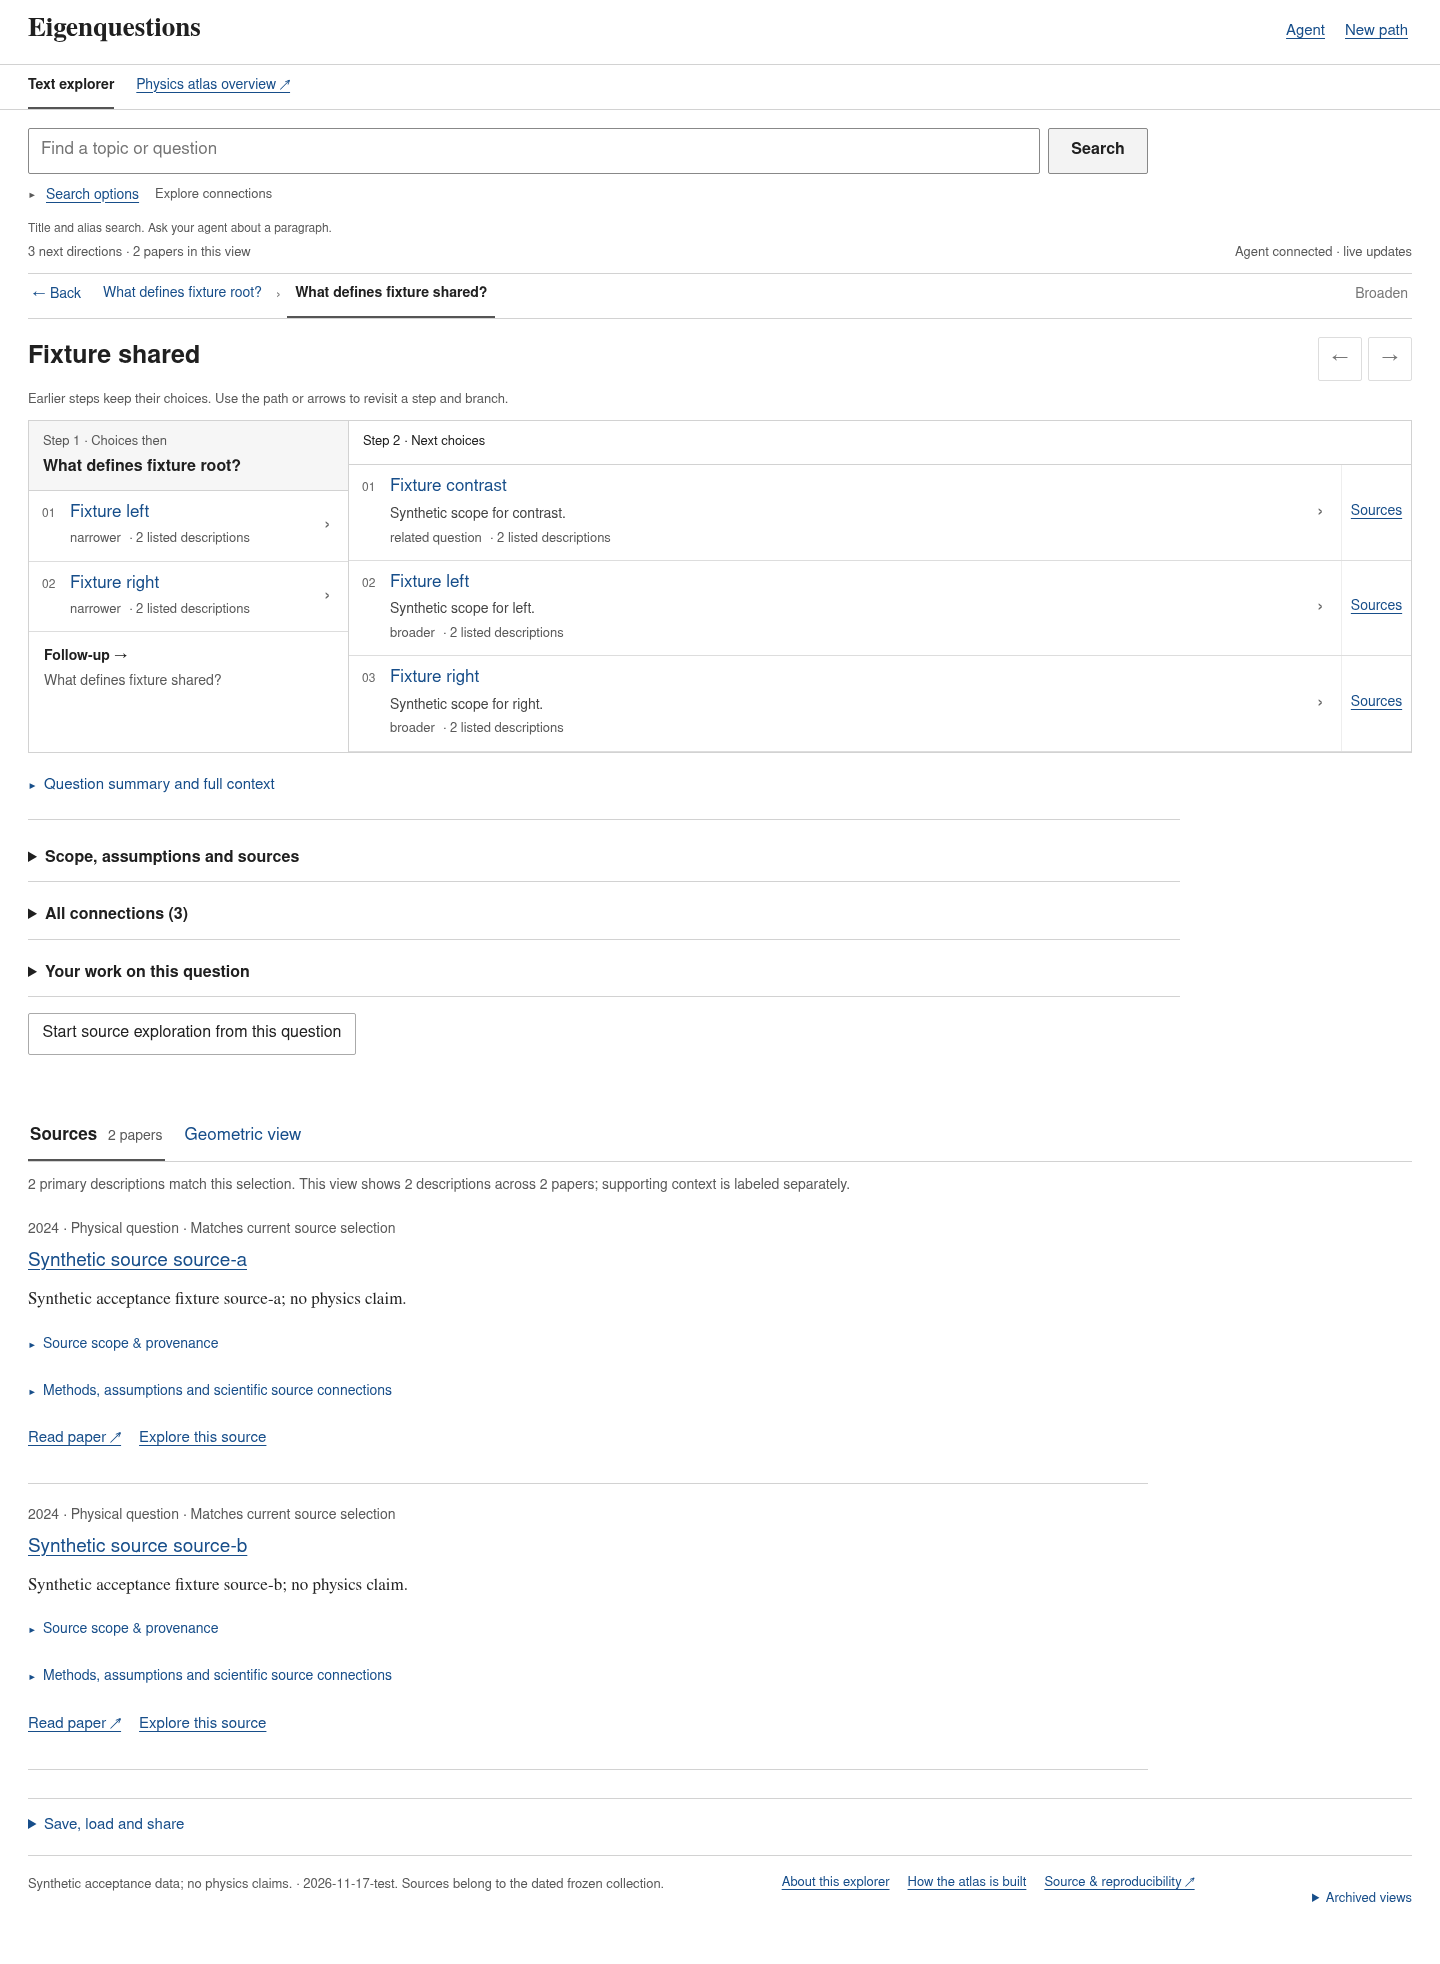 Eigenquestions
Agent New path
Text explorer Physics atlas overview ↗
Find a topic or question Search
▸ Search options Explore connections
Title and alias search. Ask your agent about a paragraph.
3 next directions · 2 papers in this view Agent connected · live updates
← Back What defines fixture root? › What defines fixture shared? Broaden
Fixture shared ← →
Earlier steps keep their choices. Use the path or arrows to revisit a step and branch.
Step 1 · Choices then
What defines fixture root?
01 Fixture left ›
narrower · 2 listed descriptions
02 Fixture right ›
narrower · 2 listed descriptions
Follow-up →
What defines fixture shared?
Step 2 · Next choices
01 Fixture contrast
Synthetic scope for contrast. › Sources
related question · 2 listed descriptions
02 Fixture left
Synthetic scope for left. › Sources
broader · 2 listed descriptions
03 Fixture right
Synthetic scope for right. › Sources
broader · 2 listed descriptions
▸ Question summary and full context
▶ Scope, assumptions and sources
▶ All connections (3)
▶ Your work on this question
Start source exploration from this question
Sources 2 papers Geometric view
2 primary descriptions match this selection. This view shows 2 descriptions across 2 papers; supporting context is labeled separately.
2024 · Physical question · Matches current source selection
Synthetic source source-a
Synthetic acceptance fixture source-a; no physics claim.
▸ Source scope & provenance
▸ Methods, assumptions and scientific source connections
Read paper ↗ Explore this source
2024 · Physical question · Matches current source selection
Synthetic source source-b
Synthetic acceptance fixture source-b; no physics claim.
▸ Source scope & provenance
▸ Methods, assumptions and scientific source connections
Read paper ↗ Explore this source
▶ Save, load and share
Synthetic acceptance data; no physics claims. · 2026-11-17-test. Sources belong to the dated frozen collection. About this explorer How the atlas is built Source & reproducibility ↗
▶ Archived views